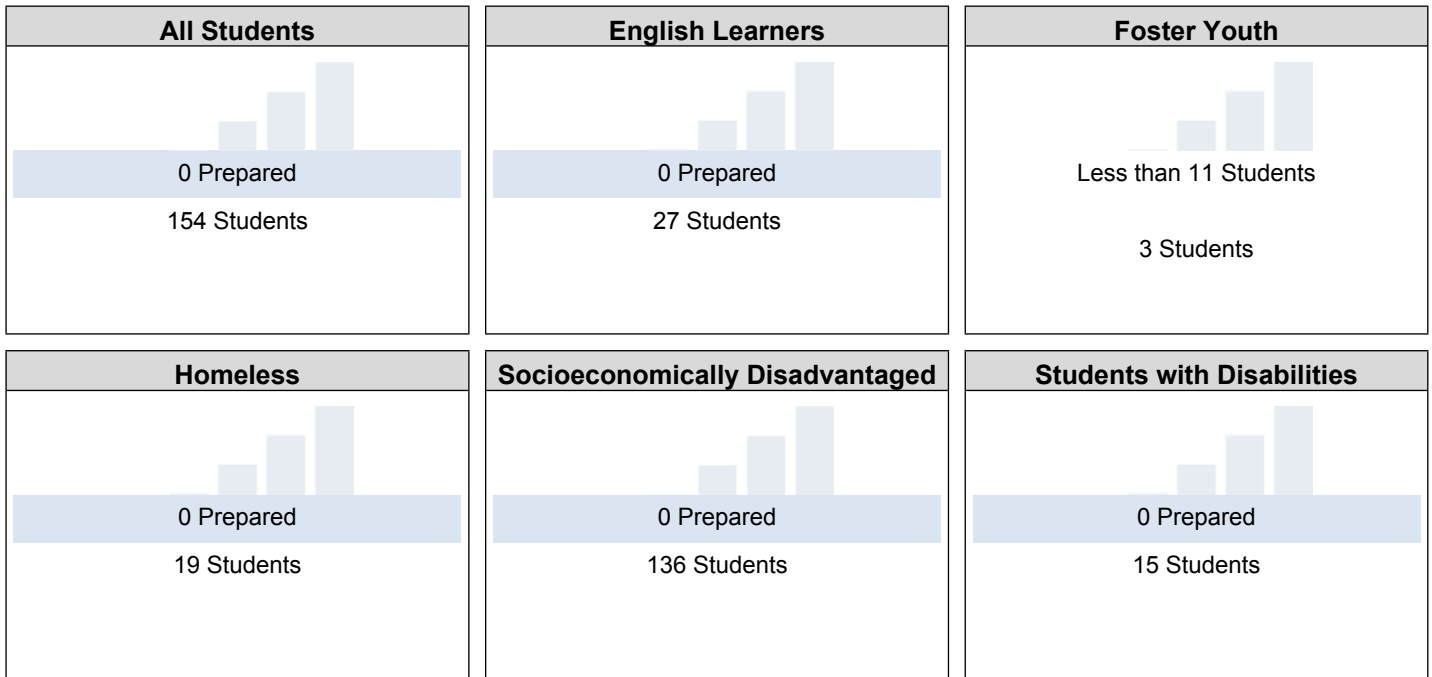 All Students
0 Prepared
154 Students
English Learners
0 Prepared
27 Students
Foster Youth
Less than 11 Students
3 Students
Homeless
0 Prepared
19 Students
Socioeconomically Disadvantaged
0 Prepared
136 Students
Students with Disabilities
0 Prepared
15 Students